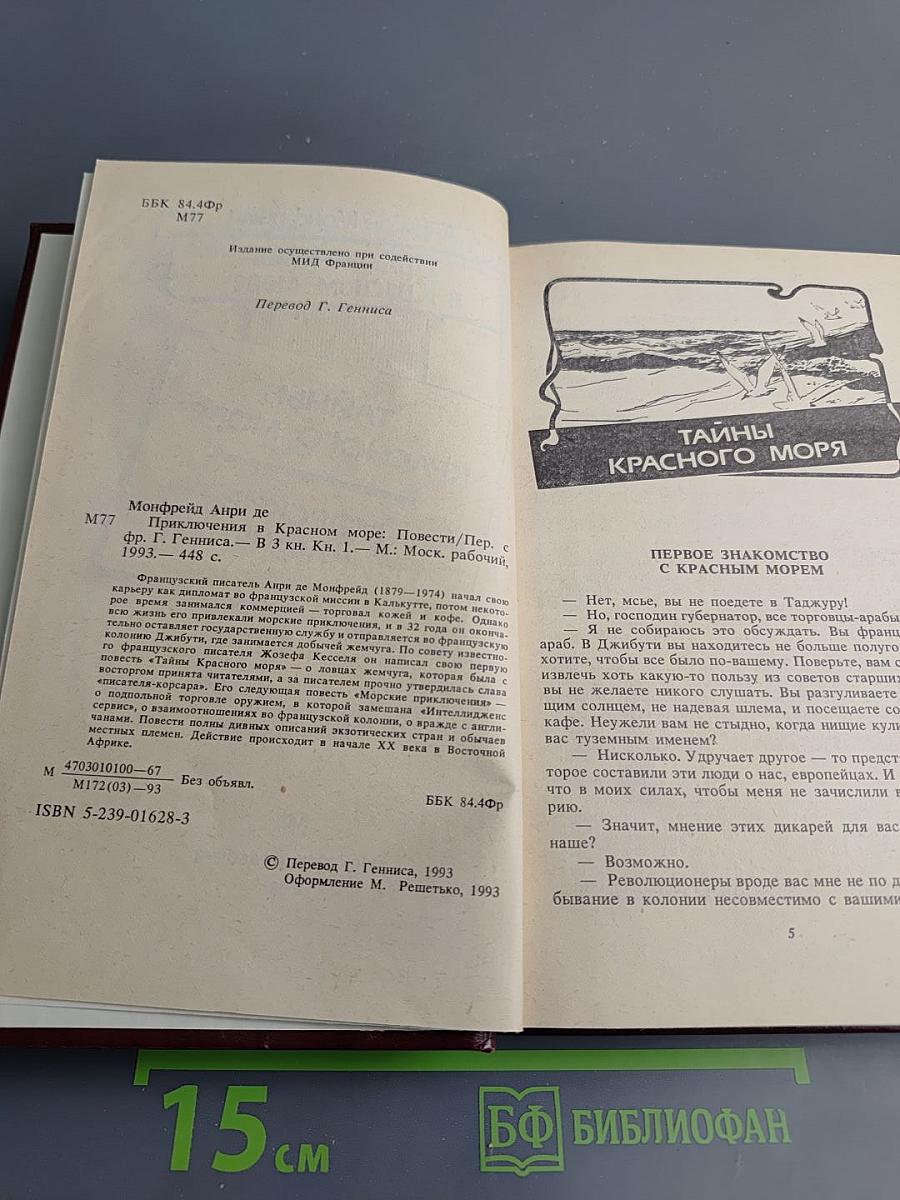 ББК 84.4Фр
М77
Издание осуществлено при содействии
МИД Франции
Перевод Г. Генниса
Монфрейд Анри де
М77 Приключения в Красном море: Повести/Пер. с
фр. Г. Генниса.— В 3 кн. Кн. 1.— М.: Моск. рабочий,
1993.— 448 с.
Французский писатель Анри де Монфрейд (1879—1974) начал свою
карьеру как дипломат во французской миссии в Калькутте, потом некото-
рое время занимался коммерцией — торговал кожей и кофе. Однако
всю жизнь его привлекали морские приключения, и в 32 года он оконча-
тельно оставляет государственную службу и отправляется во французскую
колонию Джибути, где занимается добычей жемчуга. По совету известно-
го французского писателя Жозефа Кесселя он написал свою первую
повесть «Тайны Красного моря» — о ловцах жемчуга, которая была с
восторгом принята читателями, а за писателем прочно утвердилась слава
«писателя-корсара». Его следующая повесть «Морские приключения» —
о подпольной торговле оружием, в которой замешана «Интеллидженс
сервис», о взаимоотношениях во французской колонии, о вражде с англи-
чанами. Повести полны дивных описаний экзотических стран и обычаев
местных племен. Действие происходит в начале XX века в Восточной
Африке.
М 4703010100—67
М172(03)—93 Без объявл.
ББК 84.4Фр
ISBN 5-239-01628-3
© Перевод Г. Генниса, 1993
Оформление М. Решетько, 1993
ТАЙНЫ
КРАСНОГО МОРЯ
ПЕРВОЕ ЗНАКОМСТВО
С КРАСНЫМ МОРЕМ
— Нет, мсье, вы не поедете в Таджуру!
— Но, господин губернатор, все торговцы-арабы
— Я не собираюсь это обсуждать. Вы франц
араб. В Джибути вы находитесь не больше полуго
хотите, чтобы все было по-вашему. Поверьте, вам с
извлечь хоть какую-то пользу из советов старших
вы не желаете никого слушать. Вы разгуливаете
щим солнцем, не надевая шлема, и посещаете со
кафе. Неужели вам не стыдно, когда нищие кули
вас туземным именем?
— Нисколько. Удручает другое — то предст
торое составили эти люди о нас, европейцах. И
что в моих силах, чтобы меня не зачислили в
рию.
— Значит, мнение этих дикарей для вас
наше?
— Возможно.
— Революционеры вроде вас мне не по д
бывание в колонии несовместимо с вашими
5
15 см
БФ БИБЛИОФАН